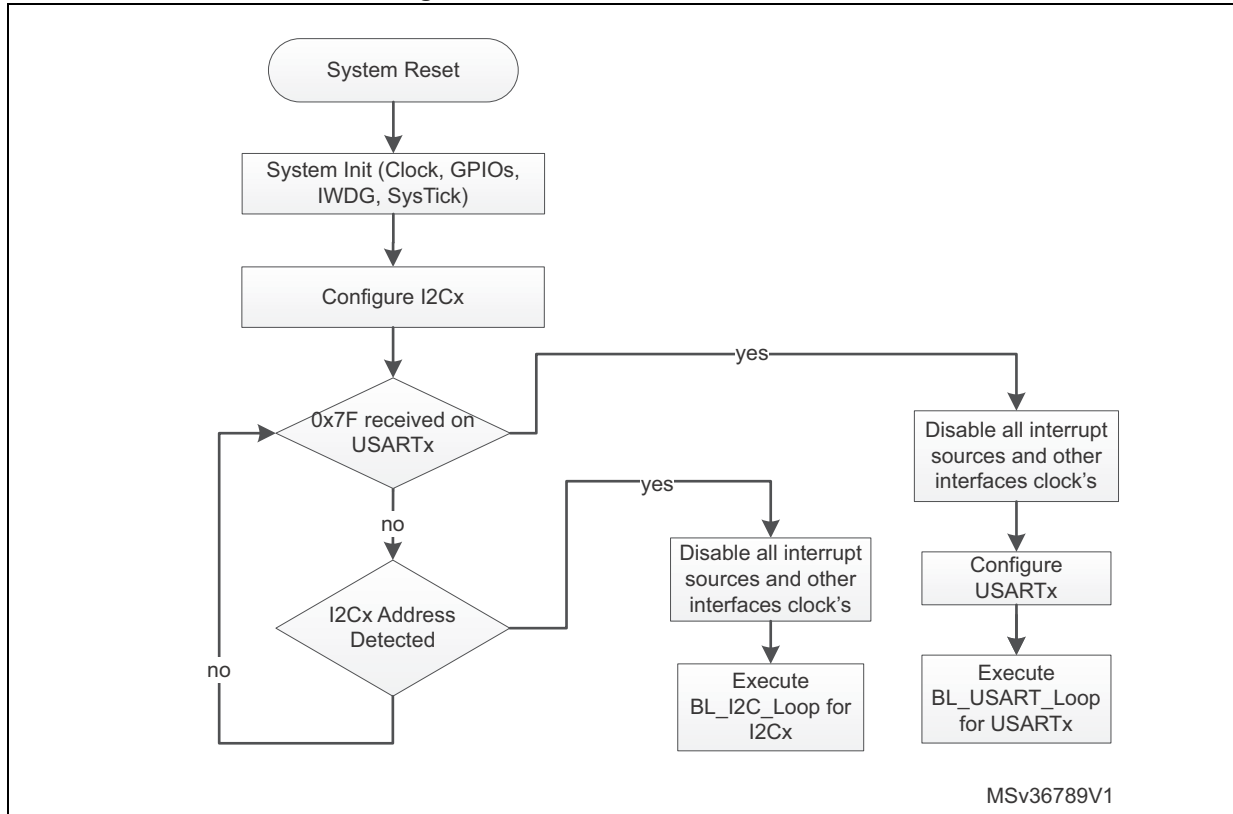 System Reset
System Init (Clock, GPIOs,
IWDG, SysTick)
Configure I2Cx
yes
0x7F received on
USARTx
Disable all interrupt
sources and other
interfaces clock's
yes
no
Disable all interrupt
sources and other
interfaces clock's
Configure
USARTx
I2Cx Address
Detected
no
Execute
BL_I2C_Loop for
I2Cx
Execute
BL_USART_Loop
for USARTx
MSv36789V1